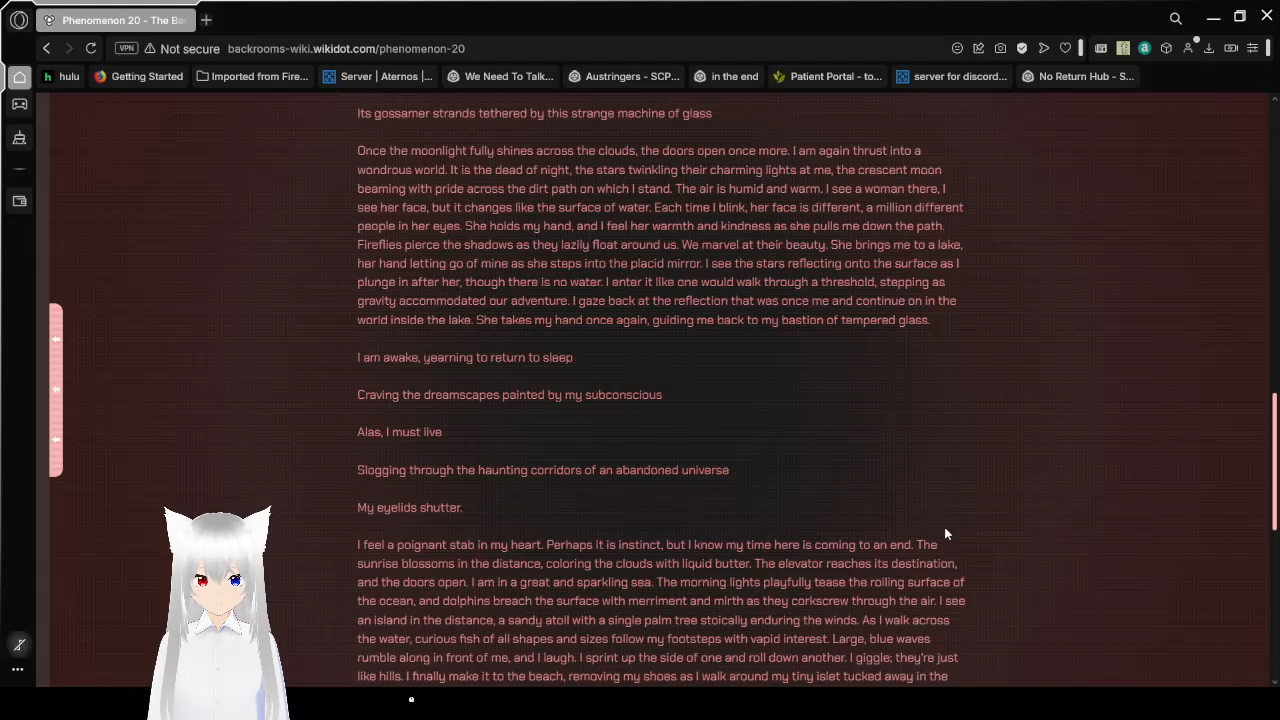 Phenomenon 20 - The Bac
VPN Not secure backrooms-wiki.wikidot.com/phenomenon-20
h hulu Getting Started Imported from Fire... Server | Aternos |... We Need To Talk... Austringers - SCP... in the end Patient Portal - to... server for discord... No Return Hub - S...
Its gossamer strands tethered by this strange machine of glass
Once the moonlight fully shines across the clouds, the doors open once more. I am again thrust into a
wondrous world. It is the dead of night, the stars twinkling their charming lights at me, the crescent moon
beaming with pride across the dirt path on which I stand. The air is humid and warm. I see a woman there, I
see her face, but it changes like the surface of water. Each time I blink, her face is different, a million different
people in her eyes. She holds my hand, and I feel her warmth and kindness as she pulls me down the path.
Fireflies pierce the shadows as they lazily float around us. We marvel at their beauty. She brings me to a lake,
her hand letting go of mine as she steps into the placid mirror. I see the stars reflecting onto the surface as I
plunge in after her, though there is no water. I enter it like one would walk through a threshold, stepping as
gravity accommodated our adventure. I gaze back at the reflection that was once me and continue on in the
world inside the lake. She takes my hand once again, guiding me back to my bastion of tempered glass.
I am awake, yearning to return to sleep
Craving the dreamscapes painted by my subconscious
Alas, I must live
Slogging through the haunting corridors of an abandoned universe
My eyelids shutter.
I feel a poignant stab in my heart. Perhaps it is instinct, but I know my time here is coming to an end. The
sunrise blossoms in the distance, coloring the clouds with liquid butter. The elevator reaches its destination,
and the doors open. I am in a great and sparkling sea. The morning lights playfully tease the roiling surface of
the ocean, and dolphins breach the surface with merriment and mirth as they corkscrew through the air. I see
an island in the distance, a sandy atoll with a single palm tree stoically enduring the winds. As I walk across
the water, curious fish of all shapes and sizes follow my footsteps with vapid interest. Large, blue waves
rumble along in front of me, and I laugh. I sprint up the side of one and roll down another. I giggle; they're just
like hills. I finally make it to the beach, removing my shoes as I walk around my tiny islet tucked away in the